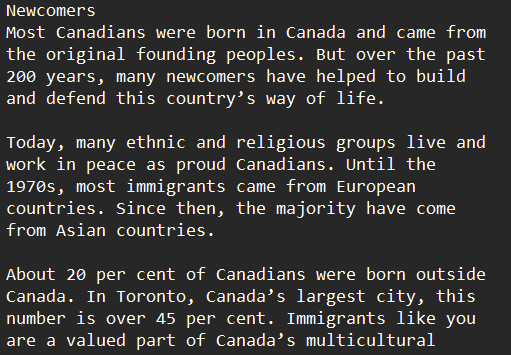 Newcomers
Most Canadians were born in Canada and came from
the original founding peoples. But over the past
200 years, many newcomers have helped to build
and defend this country’s way of life.

Today, many ethnic and religious groups live and
work in peace as proud Canadians. Until the
1970s, most immigrants came from European
countries. Since then, the majority have come
from Asian countries.

About 20 per cent of Canadians were born outside
Canada. In Toronto, Canada’s largest city, this
number is over 45 per cent. Immigrants like you
are a valued part of Canada’s multicultural